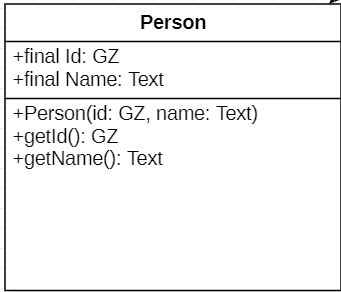 Person
+final Id: GZ
+final Name: Text
+Person(id: GZ, name: Text)
+getId(): GZ
+getName(): Text